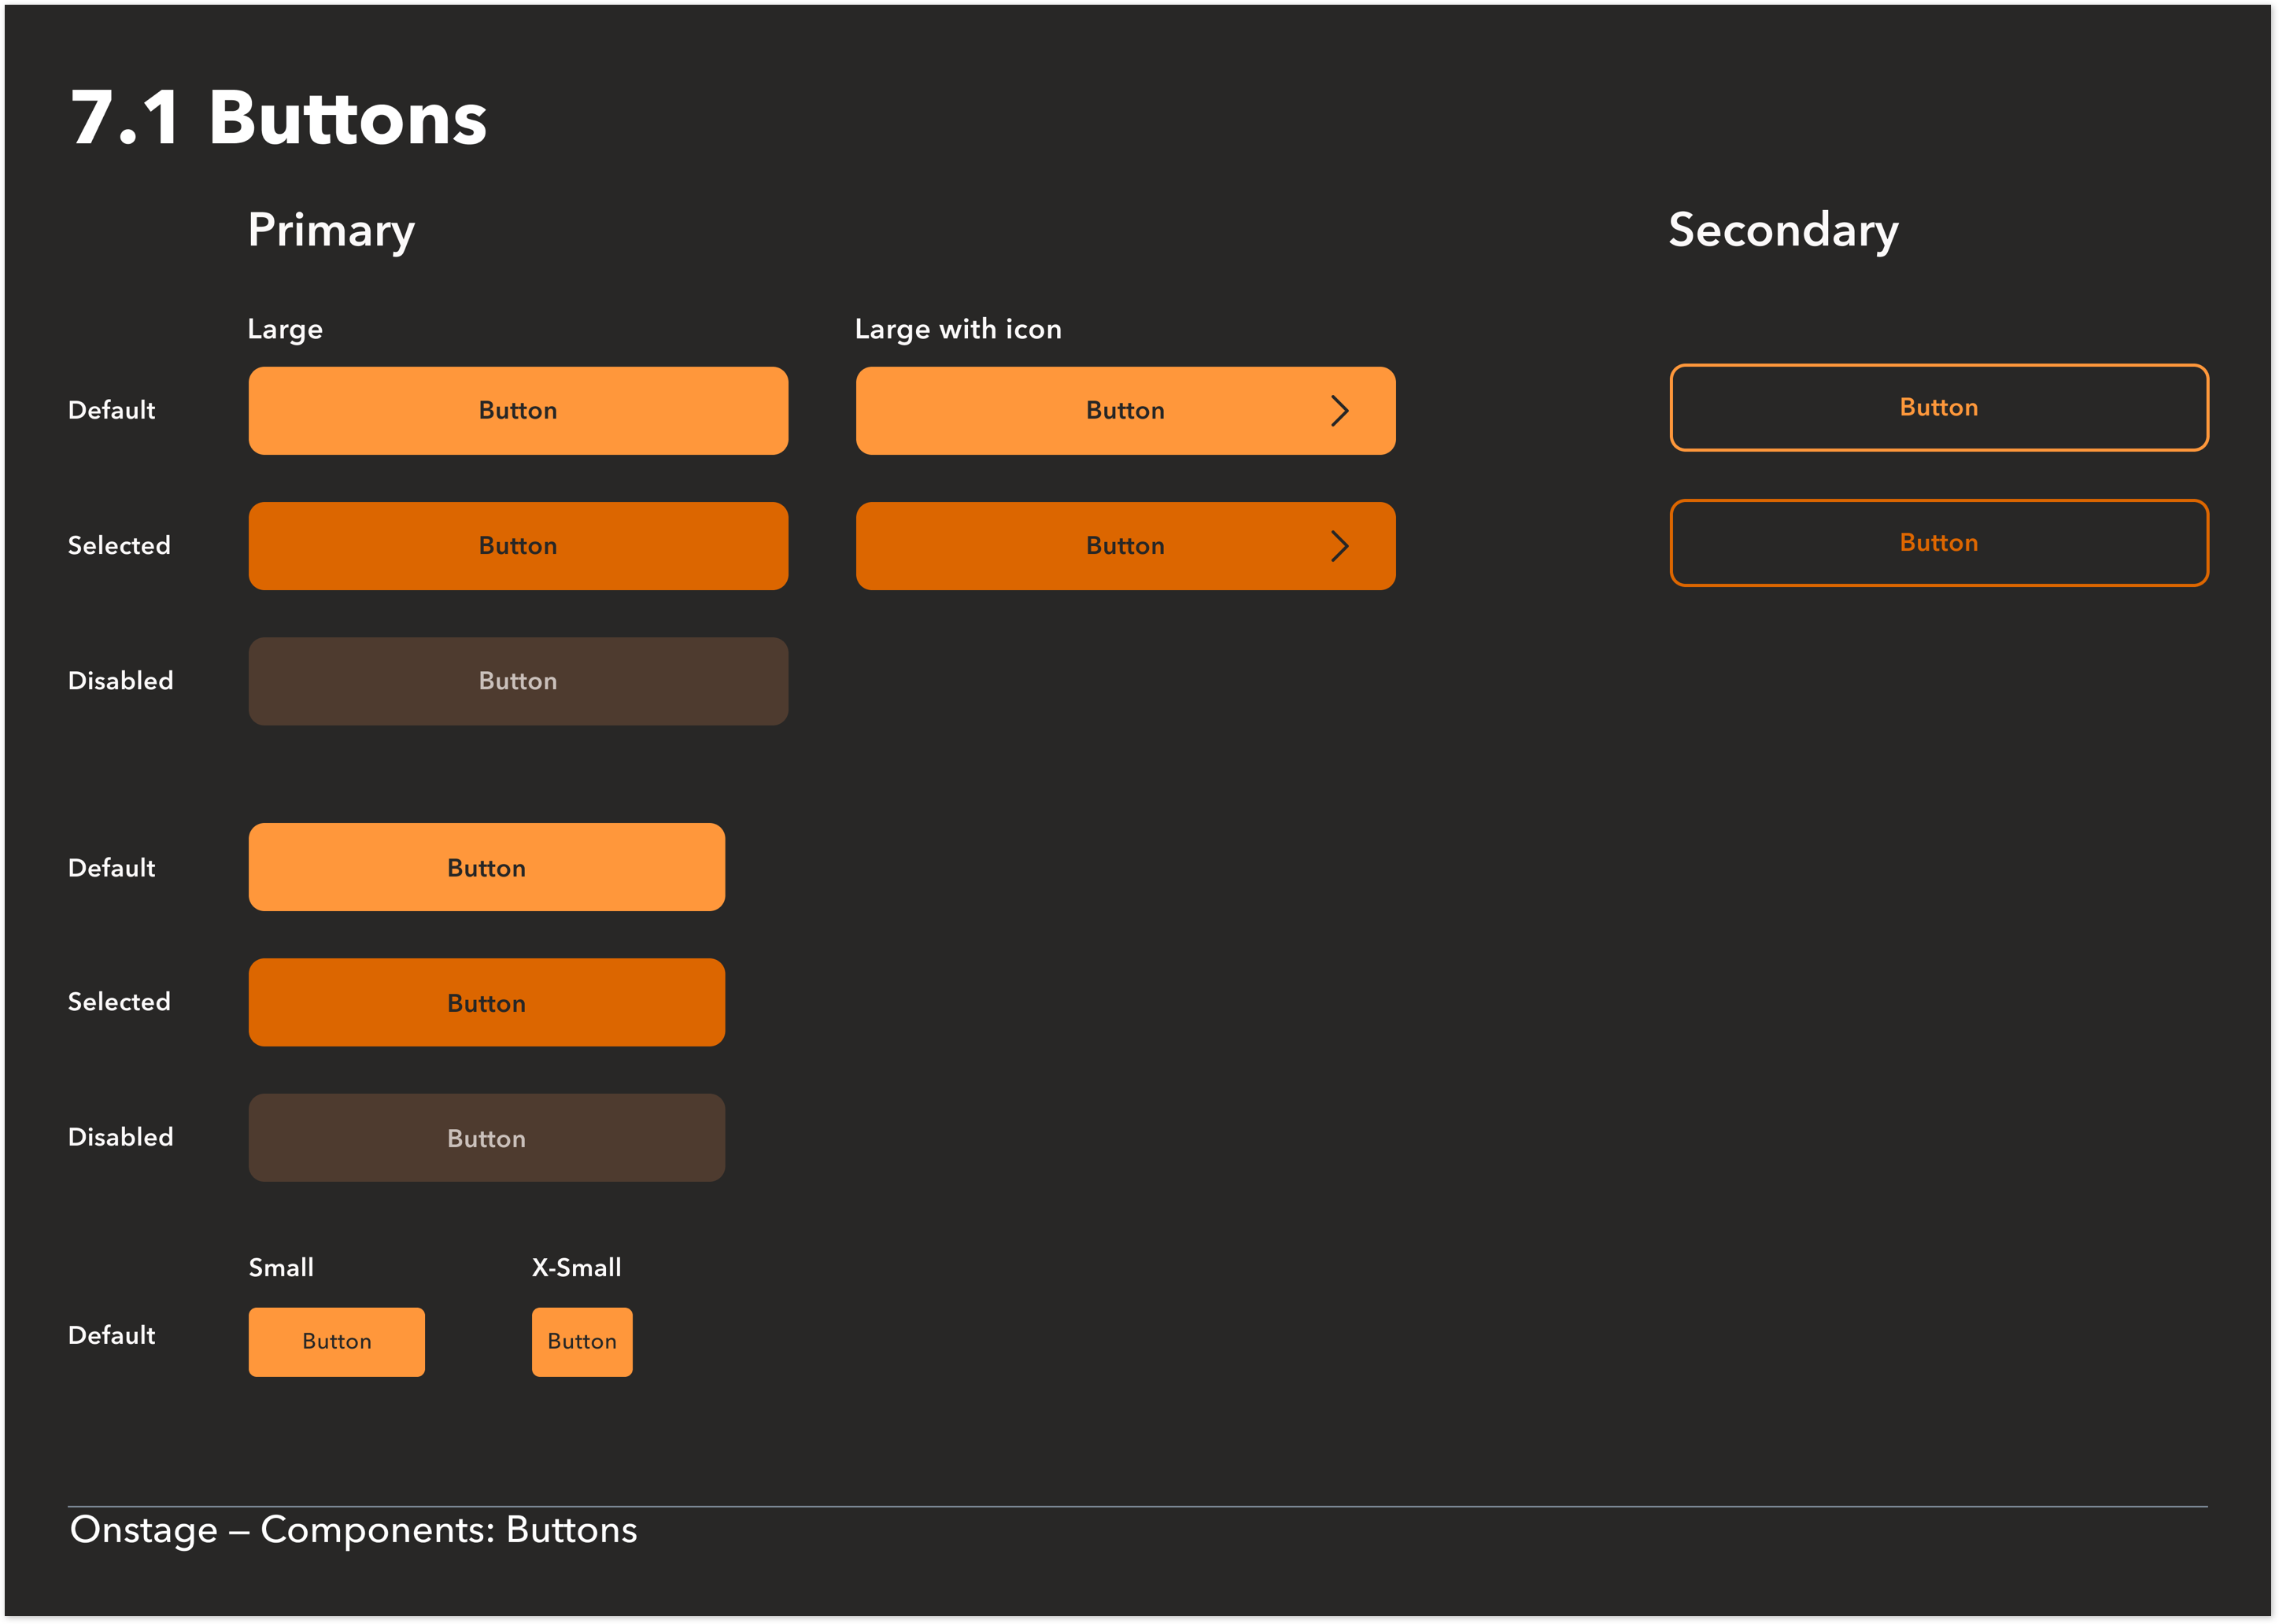 7.1 Buttons
Primary
Secondary
Large
Large with icon
Default
Button
Button
Button
Selected
Button
Button
Button
Disabled
Button
Default
Button
Selected
Button
Disabled
Button
Small
X-Small
Default
Button
Button
Onstage – Components: Buttons